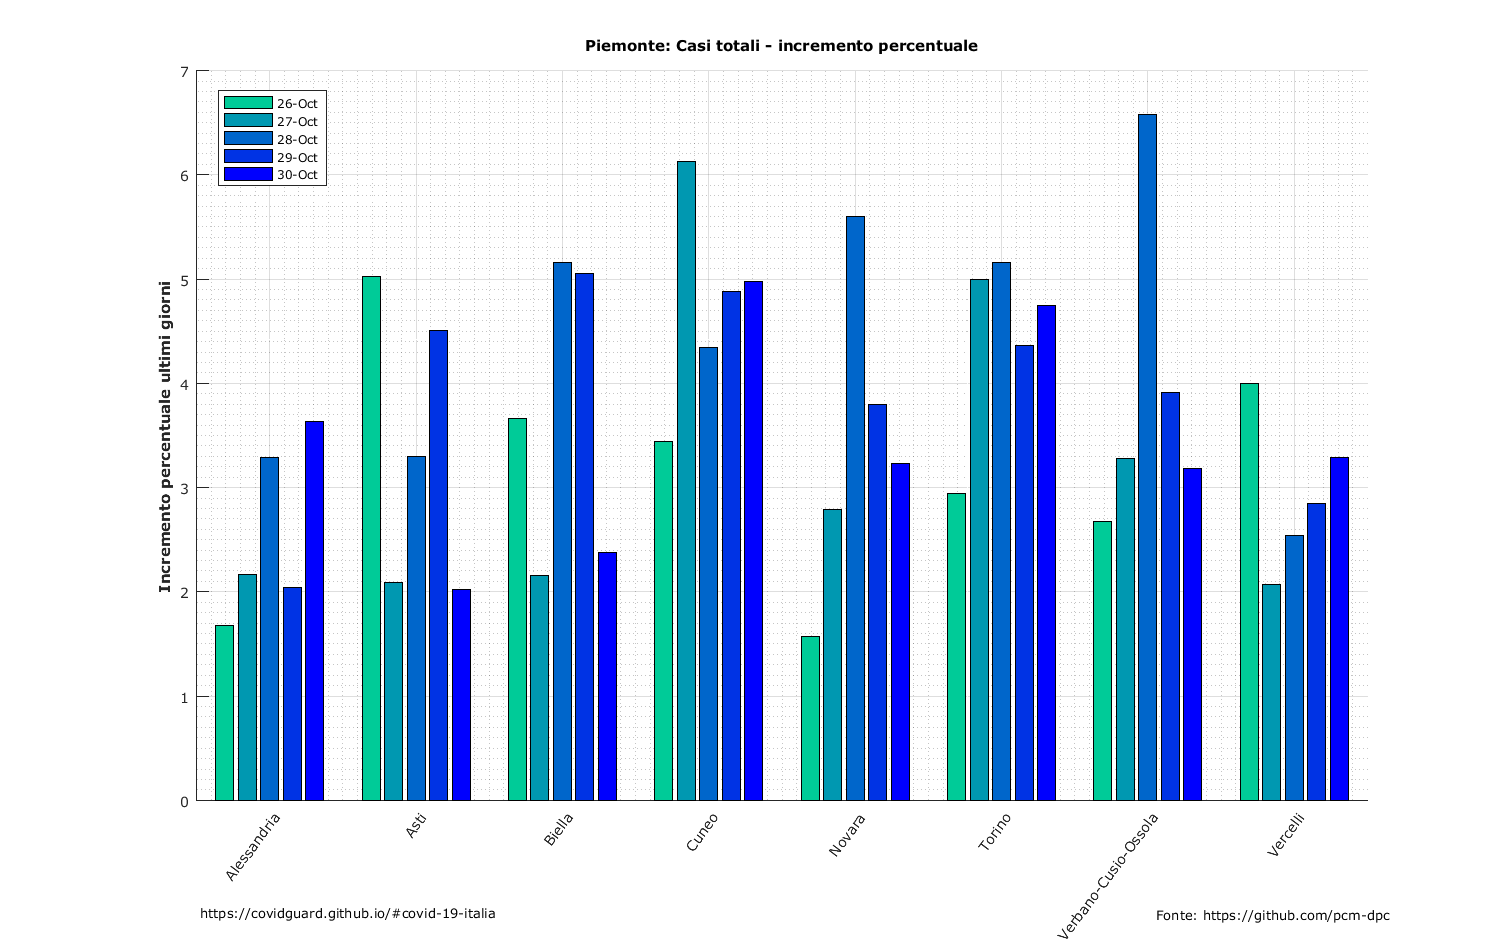 Piemonte: Casi totali - incremento percentuale
7
6
5
4
3
2
1
0
Incremento percentuale ultimi giorni
26-Oct
27-Oct
28-Oct
29-Oct
30-Oct
Alessandria
Asti
Biella
Cuneo
Novara
Torino
Verbano-Cusio-Ossola
Vercelli
https://covidguard.github.io/#covid-19-italia
Fonte: https://github.com/pcm-dpc